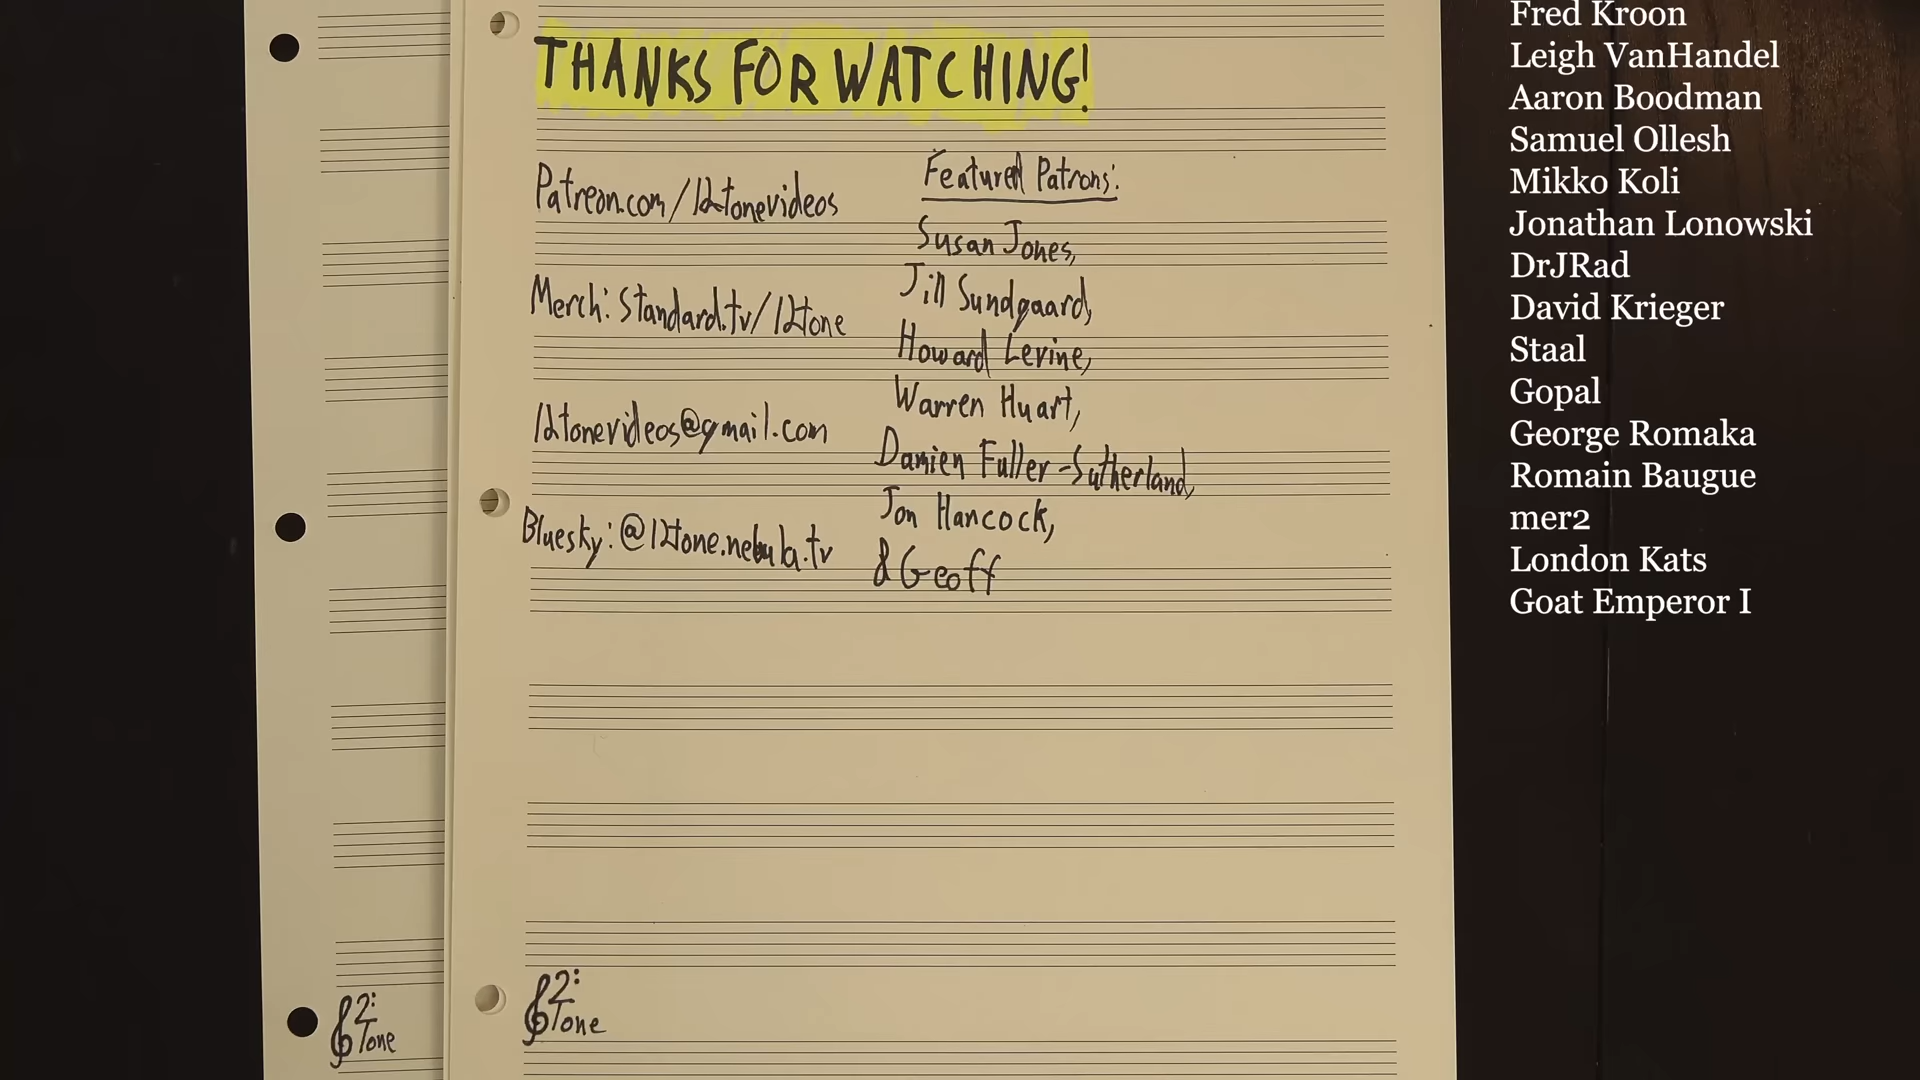 THANKS FOR WATCHING!
Patreon.com/12tonevideos
Merch: Standard.tv/12tone
12tonevideos@gmail.com
Bluesky: @12tone.nebula.tv
Featured Patrons:
Susan Jones,
Jill Sundgaard,
Howard Levine,
Warren Huart,
Damien Fuller-Sutherland,
Jon Hancock,
& Geoff
Fred Kroon
Leigh VanHandel
Aaron Boodman
Samuel Ollesh
Mikko Koli
Jonathan Lonowski
DrJRad
David Krieger
Staal
Gopal
George Romaka
Romain Baugue
mer2
London Kats
Goat Emperor I
12
Tone
12
Tone